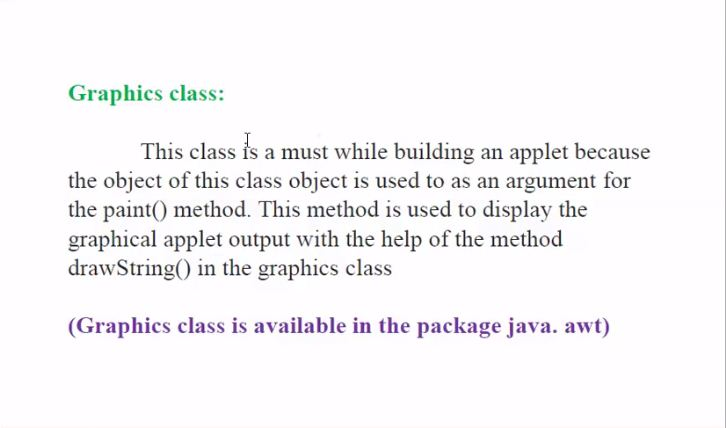 Graphics class:
This class is a must while building an applet because
the object of this class object is used to as an argument for
the paint() method. This method is used to display the
graphical applet output with the help of the method
drawString() in the graphics class
(Graphics class is available in the package java. awt)